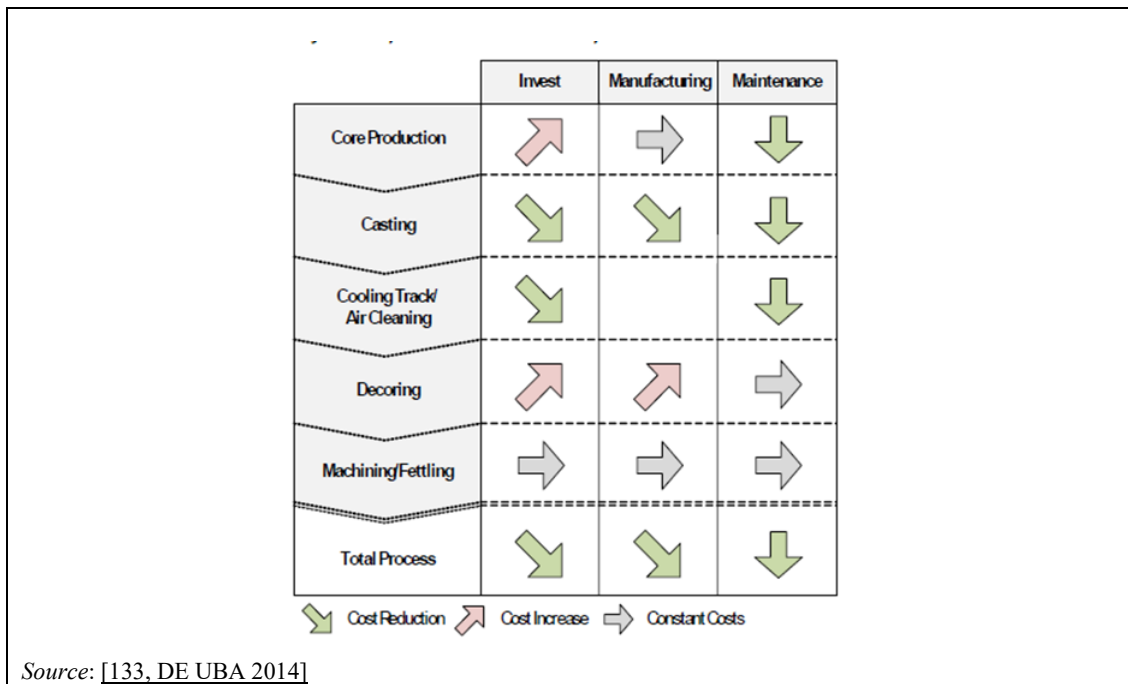 Invest Manufacturing Maintenance
Core Production
Casting
Cooling Track/
Air Cleaning
Decoring
Machining/Fettling
Total Process
Cost Reduction Cost Increase Constant Costs
Source: [133, DE UBA 2014]